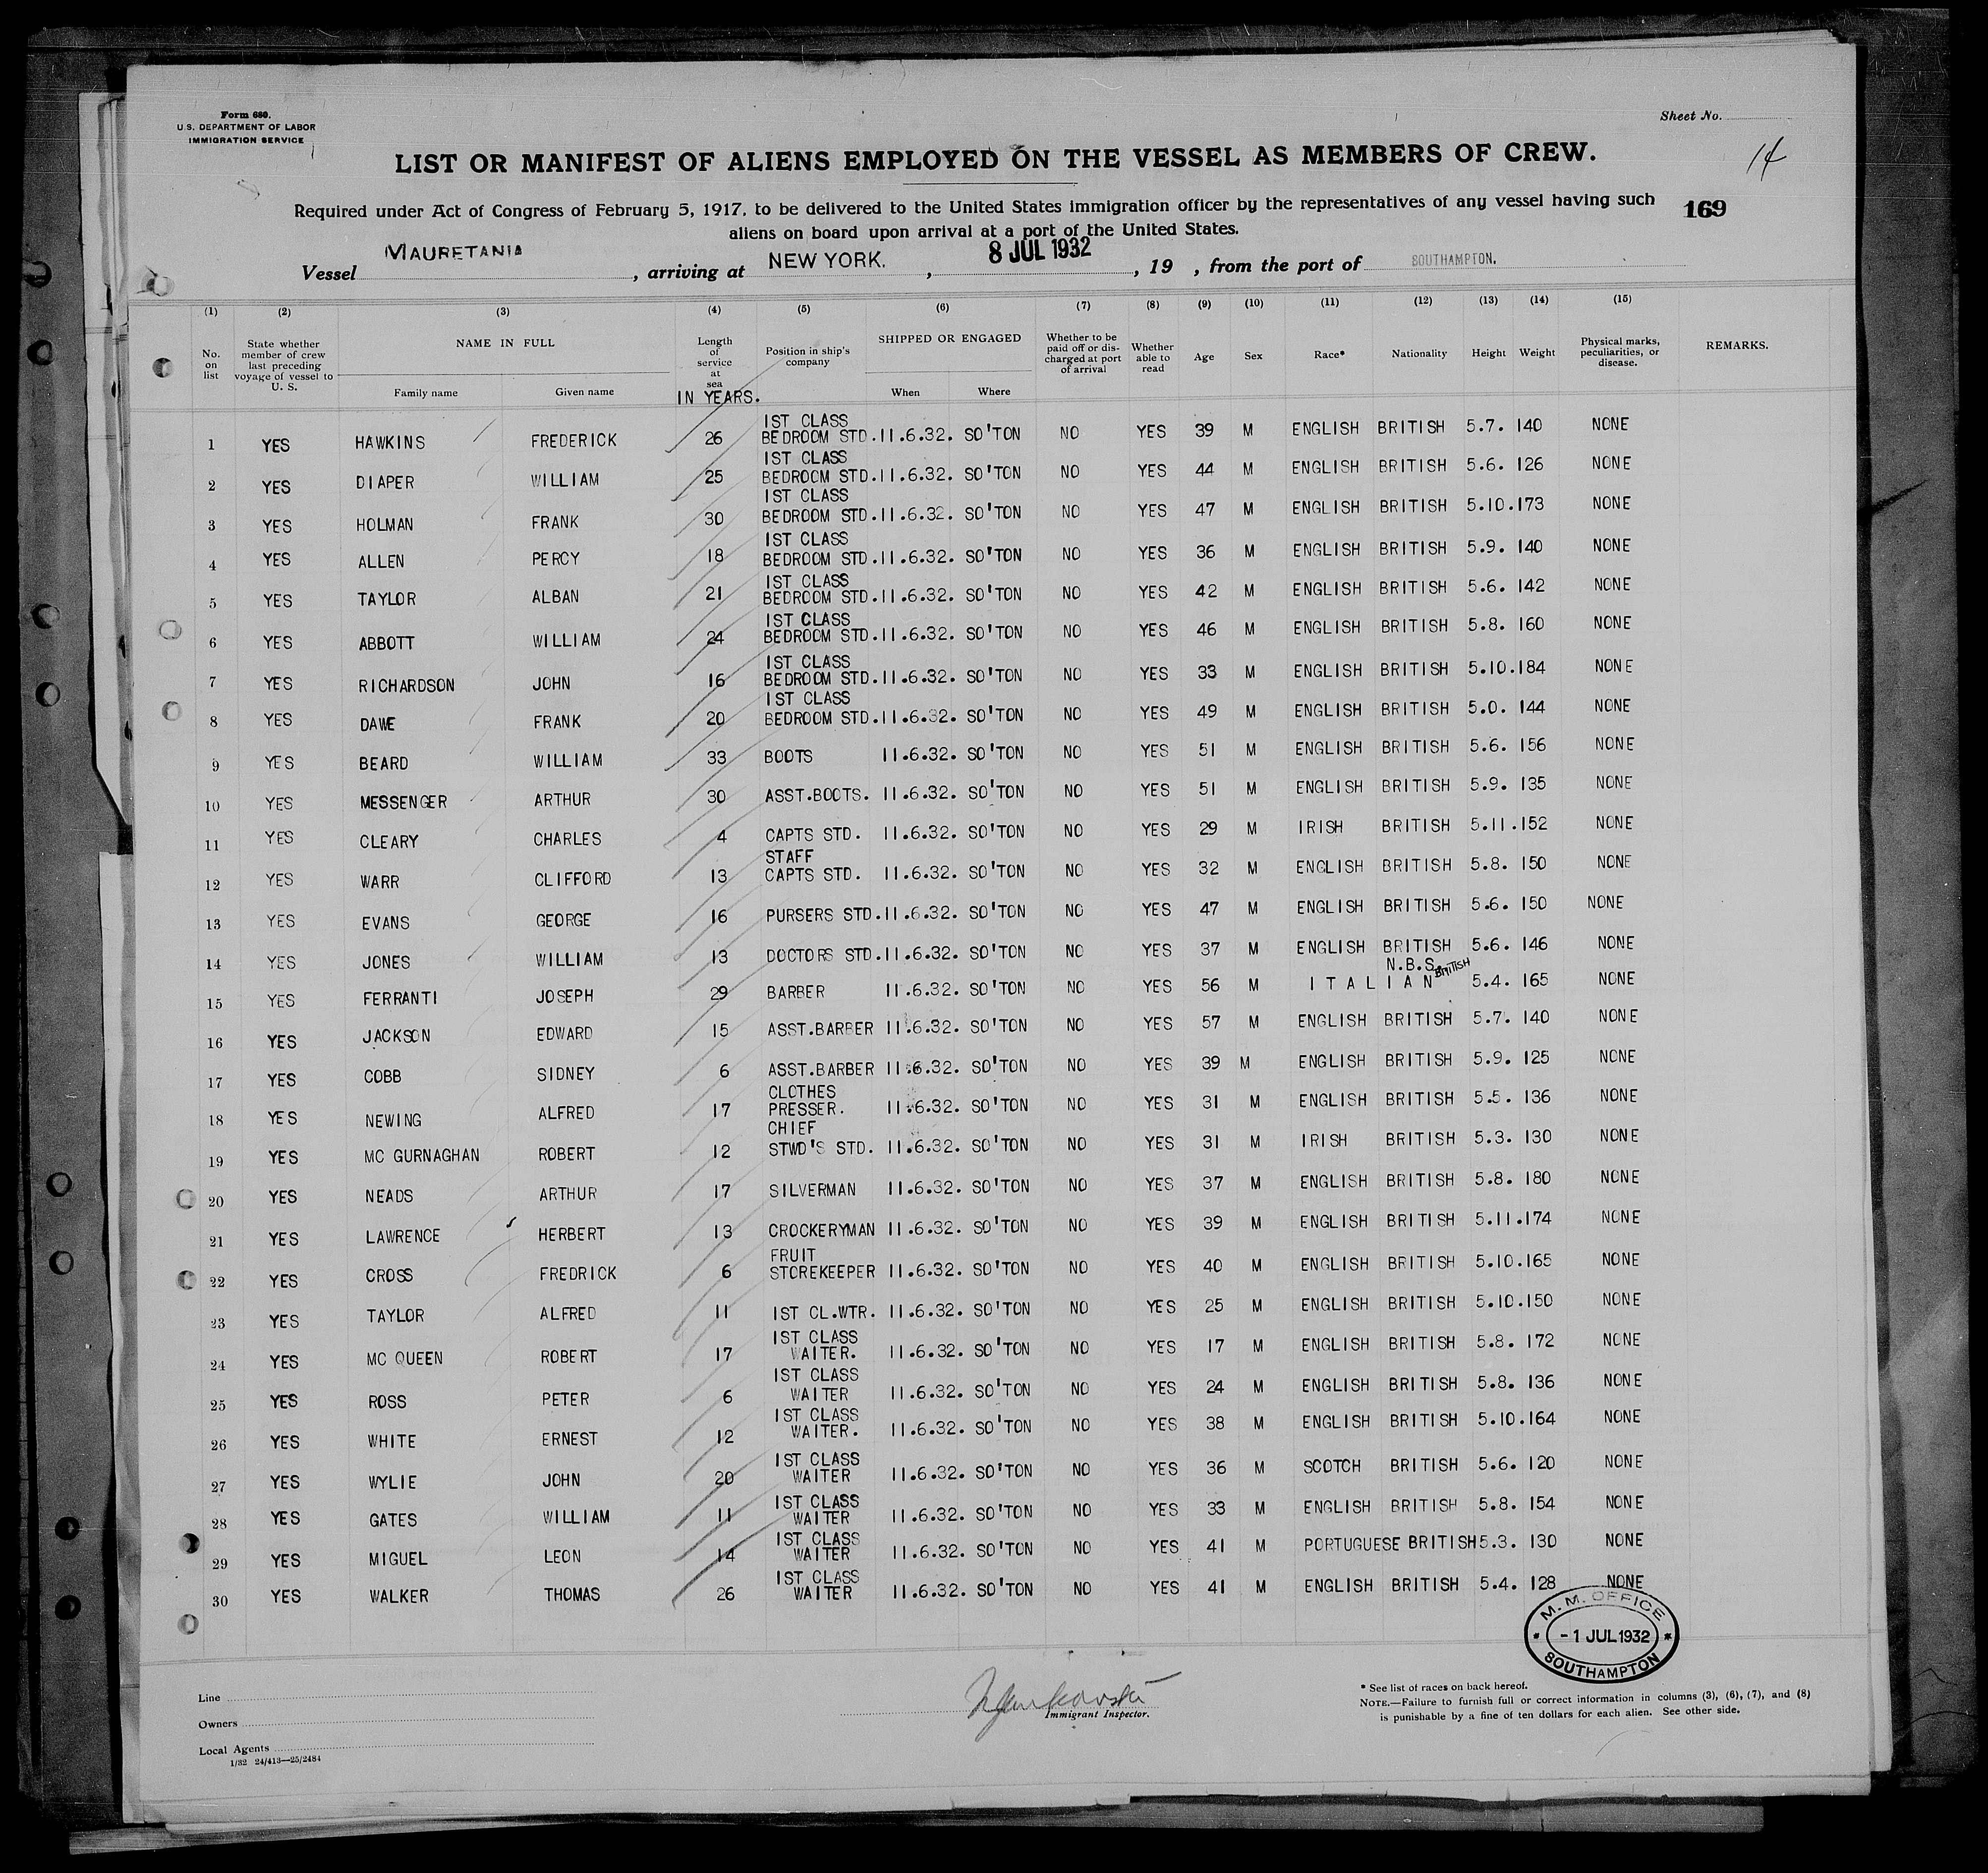 Form 680.
U.S. DEPARTMENT OF LABOR
IMMIGRATION SERVICE
Sheet No.
14
LIST OR MANIFEST OF ALIENS EMPLOYED ON THE VESSEL AS MEMBERS OF CREW.
Required under Act of Congress of February 5, 1917, to be delivered to the United States immigration officer by the representatives of any vessel having such
169
aliens on board upon arrival at a port of the United States.
Vessel MAURETANIA, arriving at NEW YORK., 8 JUL 1932, 19 , from the port of SOUTHAMPTON.
(1) (2) (3) (4) (5) (6) (7) (8) (9) (10) (11) (12) (13) (14) (15)
No. on list
State whether member of crew last preceding voyage of vessel to U. S.
NAME IN FULL
Family name
Given name
Length of service at sea
IN YEARS.
Position in ship's company
SHIPPED OR ENGAGED
When
Where
Whether to be paid off or discharged at port of arrival
Whether able to read
Age
Sex
Race*
Nationality
Height
Weight
Physical marks, peculiarities, or disease.
REMARKS.
1 YES HAWKINS FREDERICK 26 1ST CLASS BEDROOM STD. 11.6.32. SO'TON NO YES 39 M ENGLISH BRITISH 5.7. 140 NONE
2 YES DIAPER WILLIAM 25 1ST CLASS BEDROOM STD. 11.6.32. SO'TON NO YES 44 M ENGLISH BRITISH 5.6. 126 NONE
3 YES HOLMAN FRANK 30 1ST CLASS BEDROOM STD. 11.6.32. SO'TON NO YES 47 M ENGLISH BRITISH 5.10. 173 NONE
4 YES ALLEN PERCY 18 1ST CLASS BEDROOM STD. 11.6.32. SO'TON NO YES 36 M ENGLISH BRITISH 5.9. 140 NONE
5 YES TAYLOR ALBAN 21 1ST CLASS BEDROOM STD. 11.6.32. SO'TON NO YES 42 M ENGLISH BRITISH 5.6. 142 NONE
6 YES ABBOTT WILLIAM 24 1ST CLASS BEDROOM STD. 11.6.32. SO'TON NO YES 46 M ENGLISH BRITISH 5.8. 160 NONE
7 YES RICHARDSON JOHN 16 1ST CLASS BEDROOM STD. 11.6.32. SO'TON NO YES 33 M ENGLISH BRITISH 5.10. 184 NONE
8 YES DAWE FRANK 20 1ST CLASS BEDROOM STD. 11.6.32. SO'TON NO YES 49 M ENGLISH BRITISH 5.0. 144 NONE
9 YES BEARD WILLIAM 33 BOOTS 11.6.32. SO'TON NO YES 51 M ENGLISH BRITISH 5.6. 156 NONE
10 YES MESSENGER ARTHUR 30 ASST.BOOTS. 11.6.32. SO'TON NO YES 51 M ENGLISH BRITISH 5.9. 135 NONE
11 YES CLEARY CHARLES 4 CAPTS STD. 11.6.32. SO'TON NO YES 29 M IRISH BRITISH 5.11. 152 NONE
12 YES WARR CLIFFORD 13 STAFF CAPTS STD. 11.6.32. SO'TON NO YES 32 M ENGLISH BRITISH 5.8. 150 NONE
13 YES EVANS GEORGE 16 PURSERS STD. 11.6.32. SO'TON NO YES 47 M ENGLISH BRITISH 5.6. 150 NONE
14 YES JONES WILLIAM 13 DOCTORS STD. 11.6.32. SO'TON NO YES 37 M ENGLISH BRITISH 5.6. 146 NONE
15 YES FERRANTI JOSEPH 29 BARBER 11.6.32. SO'TON NO YES 56 M ITALIAN N.B.S. BRITISH 5.4. 165 NONE
16 YES JACKSON EDWARD 15 ASST.BARBER 11.6.32. SO'TON NO YES 57 M ENGLISH BRITISH 5.7. 140 NONE
17 YES COBB SIDNEY 6 ASST.BARBER 11.6.32. SO'TON NO YES 39 M ENGLISH BRITISH 5.9. 125 NONE
18 YES NEWING ALFRED 17 CLOTHES PRESSER. 11.6.32. SO'TON NO YES 31 M ENGLISH BRITISH 5.5. 136 NONE
19 YES MC GURNAGHAN ROBERT 12 CHIEF STWD'S STD. 11.6.32. SO'TON NO YES 31 M IRISH BRITISH 5.3. 130 NONE
20 YES NEADS ARTHUR 17 SILVERMAN 11.6.32. SO'TON NO YES 37 M ENGLISH BRITISH 5.8. 180 NONE
21 YES LAWRENCE HERBERT 13 CROCKERYMAN 11.6.32. SO'TON NO YES 39 M ENGLISH BRITISH 5.11. 174 NONE
22 YES CROSS FREDRICK 6 FRUIT STOREKEEPER 11.6.32. SO'TON NO YES 40 M ENGLISH BRITISH 5.10. 165 NONE
23 YES TAYLOR ALFRED 11 1ST CL.WTR. 11.6.32. SO'TON NO YES 25 M ENGLISH BRITISH 5.10. 150 NONE
24 YES MC QUEEN ROBERT 17 1ST CLASS WAITER. 11.6.32. SO'TON NO YES 17 M ENGLISH BRITISH 5.8. 172 NONE
25 YES ROSS PETER 6 1ST CLASS WAITER 11.6.32. SO'TON NO YES 24 M ENGLISH BRITISH 5.8. 136 NONE
26 YES WHITE ERNEST 12 1ST CLASS WAITER. 11.6.32. SO'TON NO YES 38 M ENGLISH BRITISH 5.10. 164 NONE
27 YES WYLIE JOHN 20 1ST CLASS WAITER 11.6.32. SO'TON NO YES 36 M SCOTCH BRITISH 5.6. 120 NONE
28 YES GATES WILLIAM 11 1ST CLASS WAITER 11.6.32. SO'TON NO YES 33 M ENGLISH BRITISH 5.8. 154 NONE
29 YES MIGUEL LEON 14 1ST CLASS WAITER 11.6.32. SO'TON NO YES 41 M PORTUGUESE BRITISH 5.3. 130 NONE
30 YES WALKER THOMAS 26 1ST CLASS WAITER 11.6.32. SO'TON NO YES 41 M ENGLISH BRITISH 5.4. 128 NONE
M. M. OFFICE
- 1 JUL 1932
SOUTHAMPTON
Line
Owners
Local Agents
1/32 24/413—25/2484
Immigrant Inspector.
* See list of races on back hereof.
NOTE.—Failure to furnish full or correct information in columns (3), (6), (7), and (8)
is punishable by a fine of ten dollars for each alien. See other side.